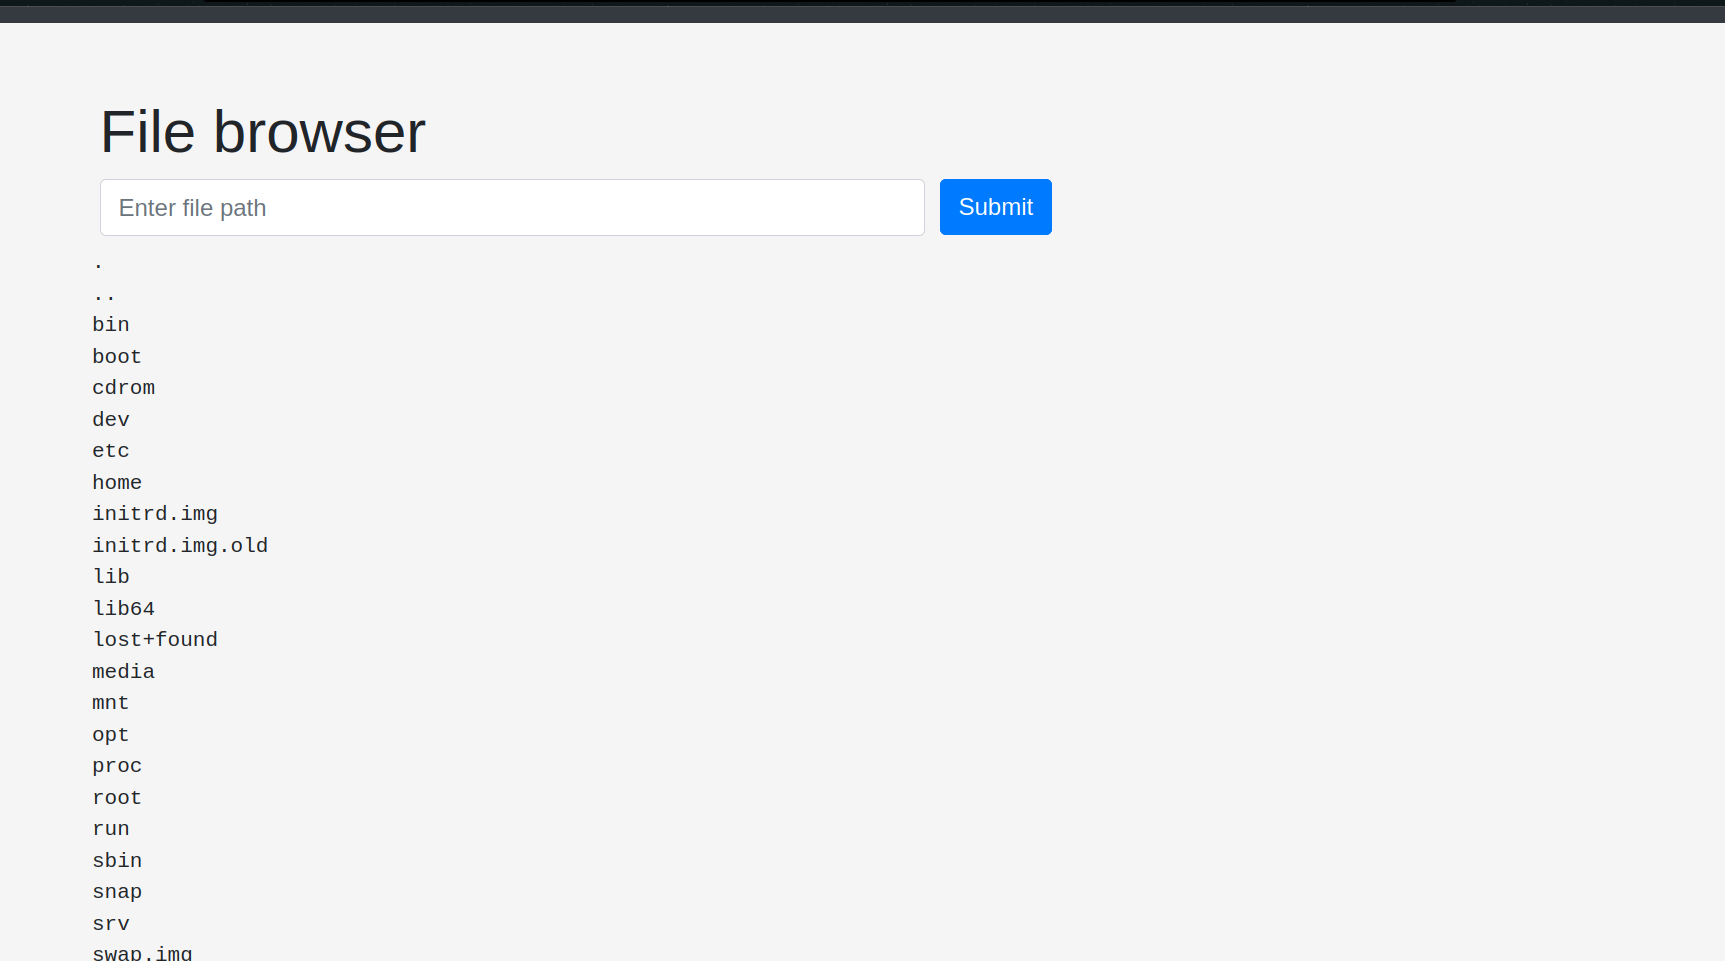 File browser
Enter file path
Submit
.
..
bin
boot
cdrom
dev
etc
home
initrd.img
initrd.img.old
lib
lib64
lost+found
media
mnt
opt
proc
root
run
sbin
snap
srv
swap.img